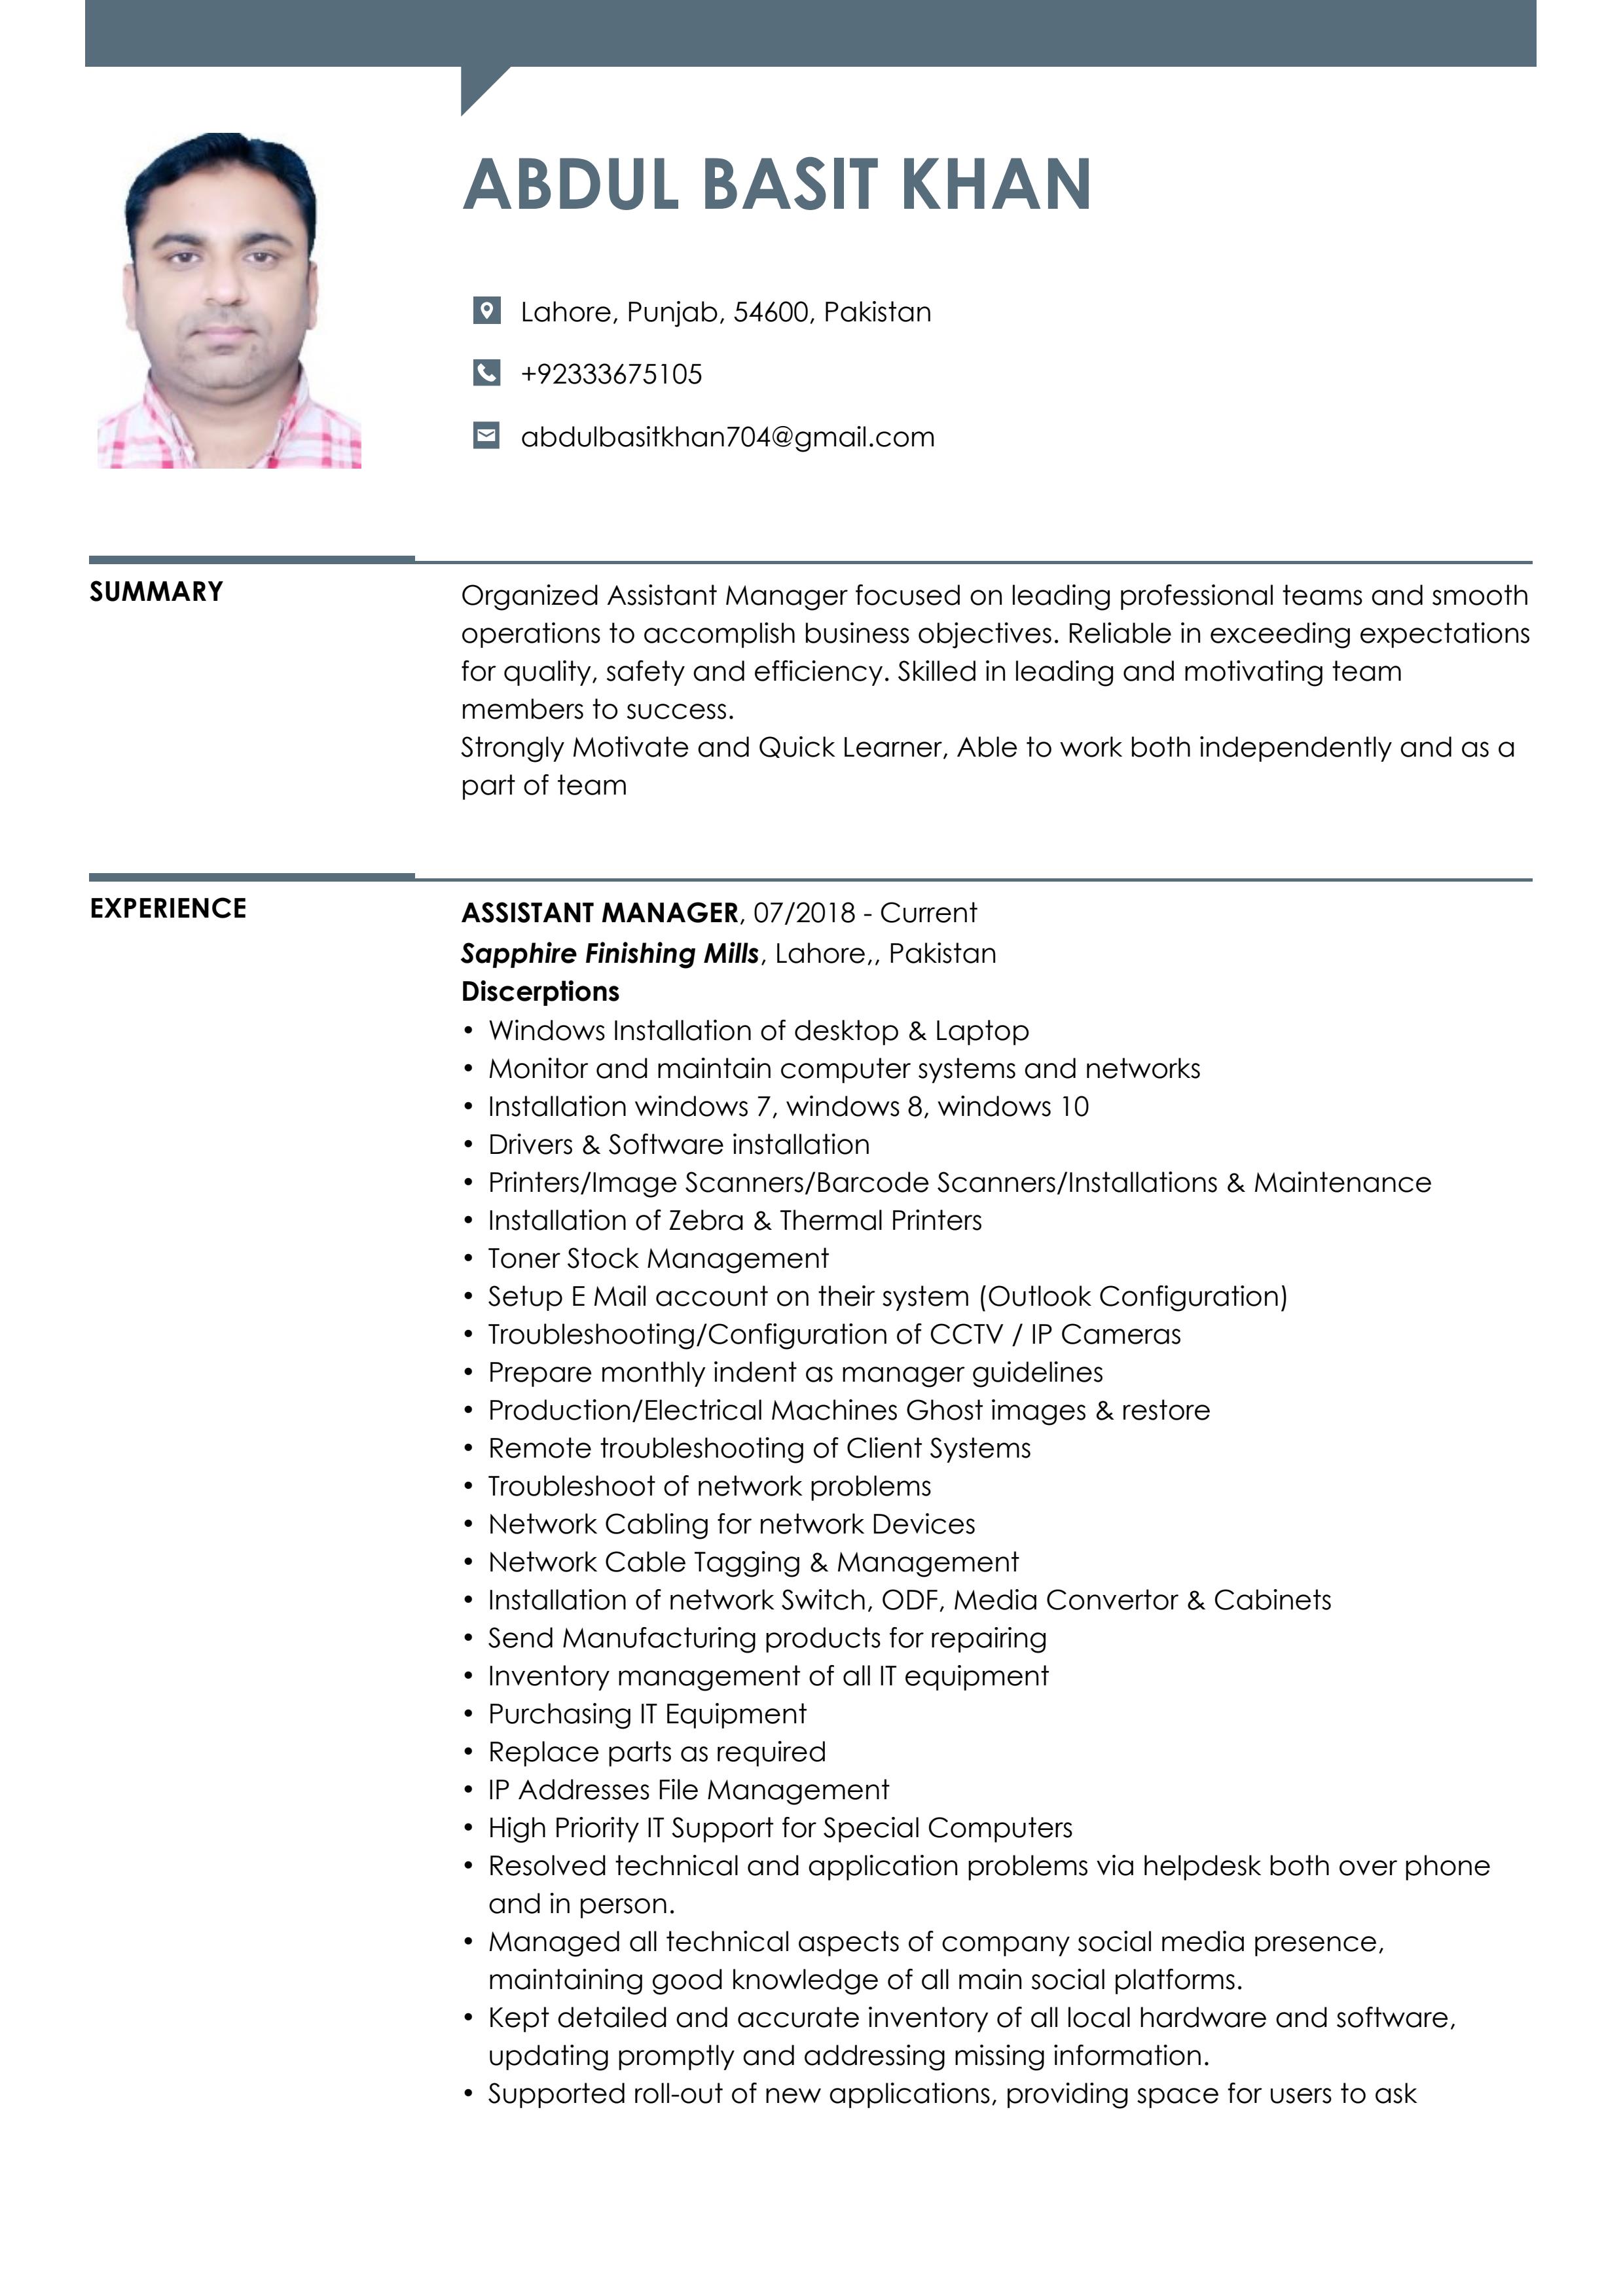 ABDUL BASIT KHAN
Lahore, Punjab, 54600, Pakistan
+92333675105
abdulbasitkhan704@gmail.com
SUMMARY
Organized Assistant Manager focused on leading professional teams and smooth
operations to accomplish business objectives. Reliable in exceeding expectations
for quality, safety and efficiency. Skilled in leading and motivating team
members to success.
Strongly Motivate and Quick Learner, Able to work both independently and as a
part of team
EXPERIENCE
ASSISTANT MANAGER, 07/2018 - Current
Sapphire Finishing Mills, Lahore,, Pakistan
Discerptions
• Windows Installation of desktop & Laptop
• Monitor and maintain computer systems and networks
• Installation windows 7, windows 8, windows 10
• Drivers & Software installation
• Printers/Image Scanners/Barcode Scanners/Installations & Maintenance
• Installation of Zebra & Thermal Printers
• Toner Stock Management
• Setup E Mail account on their system (Outlook Configuration)
• Troubleshooting/Configuration of CCTV / IP Cameras
• Prepare monthly indent as manager guidelines
• Production/Electrical Machines Ghost images & restore
• Remote troubleshooting of Client Systems
• Troubleshoot of network problems
• Network Cabling for network Devices
• Network Cable Tagging & Management
• Installation of network Switch, ODF, Media Convertor & Cabinets
• Send Manufacturing products for repairing
• Inventory management of all IT equipment
• Purchasing IT Equipment
• Replace parts as required
• IP Addresses File Management
• High Priority IT Support for Special Computers
• Resolved technical and application problems via helpdesk both over phone
and in person.
• Managed all technical aspects of company social media presence,
maintaining good knowledge of all main social platforms.
• Kept detailed and accurate inventory of all local hardware and software,
updating promptly and addressing missing information.
• Supported roll-out of new applications, providing space for users to ask